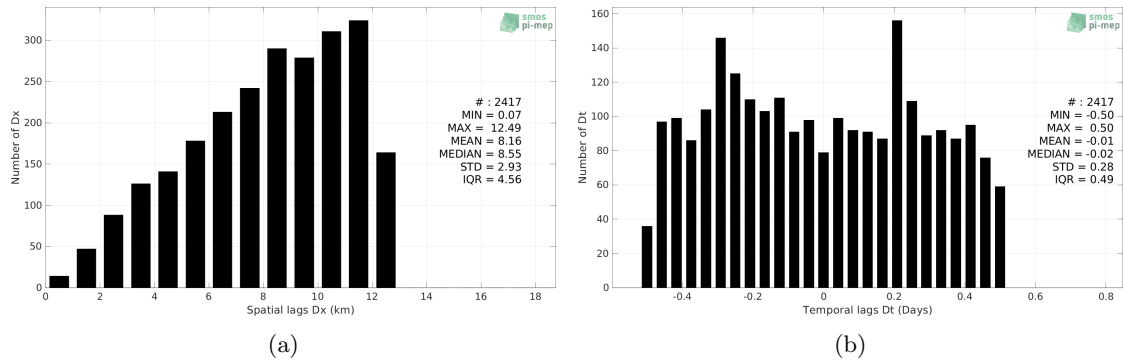 smos
pi-mep
Number of Dx
300
250
200
150
100
50
0
# : 2417
MIN = 0.07
MAX = 12.49
MEAN = 8.16
MEDIAN = 8.55
STD = 2.93
IQR = 4.56
0 2 4 6 8 10 12 14 16 18
Spatial lags Dx (km)
(a)
smos
pi-mep
Number of Dt
160
140
120
100
80
60
40
20
0
# : 2417
MIN = -0.50
MAX = 0.50
MEAN = -0.01
MEDIAN = -0.02
STD = 0.28
IQR = 0.49
-0.4 -0.2 0 0.2 0.4 0.6 0.8
Temporal lags Dt (Days)
(b)